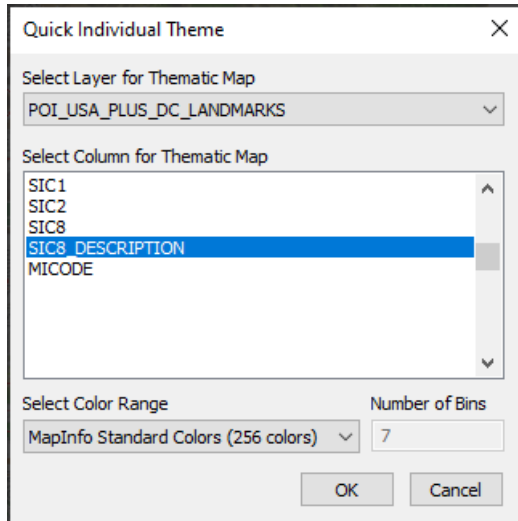 Quick Individual Theme
Select Layer for Thematic Map
POI_USA_PLUS_DC_LANDMARKS
Select Column for Thematic Map
SIC1
SIC2
SIC8
SIC8_DESCRIPTION
MICODE
Select Color Range Number of Bins
MapInfo Standard Colors (256 colors) 7
OK Cancel